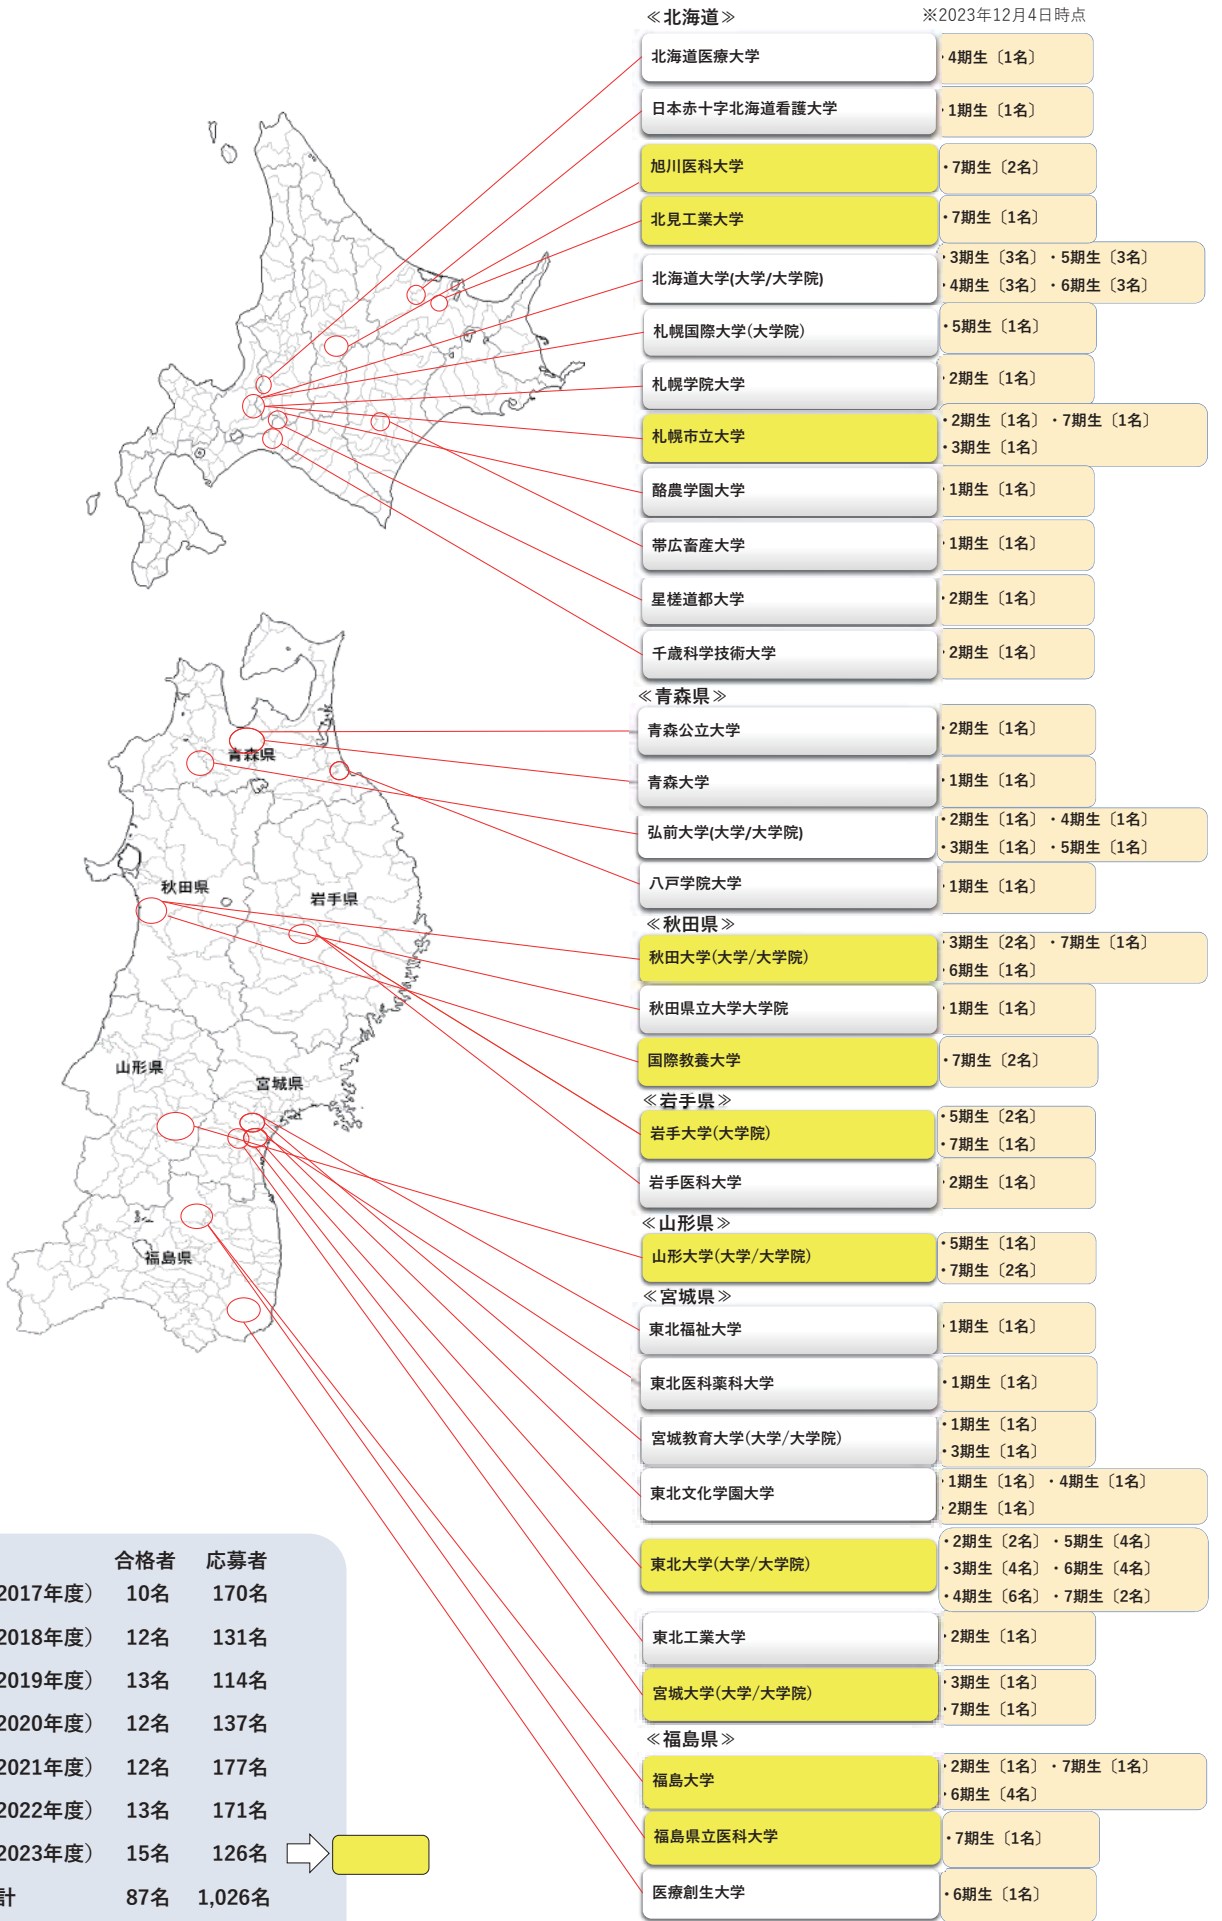 ≪北海道≫
※2023年12月4日時点
北海道医療大学
・4期生〔1名〕
日本赤十字北海道看護大学
・1期生〔1名〕
旭川医科大学
・7期生〔2名〕
北見工業大学
・7期生〔1名〕
北海道大学(大学/大学院)
・3期生〔3名〕・5期生〔3名〕
・4期生〔3名〕・6期生〔3名〕
札幌国際大学(大学院)
・5期生〔1名〕
札幌学院大学
・2期生〔1名〕
札幌市立大学
・2期生〔1名〕・7期生〔1名〕
・3期生〔1名〕
酪農学園大学
・1期生〔1名〕
帯広畜産大学
・1期生〔1名〕
星槎道都大学
・2期生〔1名〕
千歳科学技術大学
・2期生〔1名〕
≪青森県≫
青森公立大学
・2期生〔1名〕
青森大学
・1期生〔1名〕
弘前大学(大学/大学院)
・2期生〔1名〕・4期生〔1名〕
・3期生〔1名〕・5期生〔1名〕
八戸学院大学
・1期生〔1名〕
≪秋田県≫
秋田大学(大学/大学院)
・3期生〔2名〕・7期生〔1名〕
・6期生〔1名〕
秋田県立大学大学院
・1期生〔1名〕
国際教養大学
・7期生〔2名〕
≪岩手県≫
岩手大学(大学院)
・5期生〔2名〕
・7期生〔1名〕
岩手医科大学
・2期生〔1名〕
≪山形県≫
山形大学(大学/大学院)
・5期生〔1名〕
・7期生〔2名〕
≪宮城県≫
東北福祉大学
・1期生〔1名〕
東北医科薬科大学
・1期生〔1名〕
宮城教育大学(大学/大学院)
・1期生〔1名〕
・3期生〔1名〕
東北文化学園大学
・1期生〔1名〕・4期生〔1名〕
・2期生〔1名〕
東北大学(大学/大学院)
・2期生〔2名〕・5期生〔4名〕
・3期生〔4名〕・6期生〔4名〕
・4期生〔6名〕・7期生〔2名〕
東北工業大学
・2期生〔1名〕
宮城大学(大学/大学院)
・3期生〔1名〕
・7期生〔1名〕
≪福島県≫
福島大学
・2期生〔1名〕・7期生〔1名〕
・6期生〔4名〕
福島県立医科大学
・7期生〔1名〕
医療創生大学
・6期生〔1名〕
青森県
秋田県
岩手県
山形県
宮城県
福島県
合格者 応募者
2017年度） 10名 170名
2018年度） 12名 131名
2019年度） 13名 114名
2020年度） 12名 137名
2021年度） 12名 177名
2022年度） 13名 171名
2023年度） 15名 126名
計 87名 1,026名